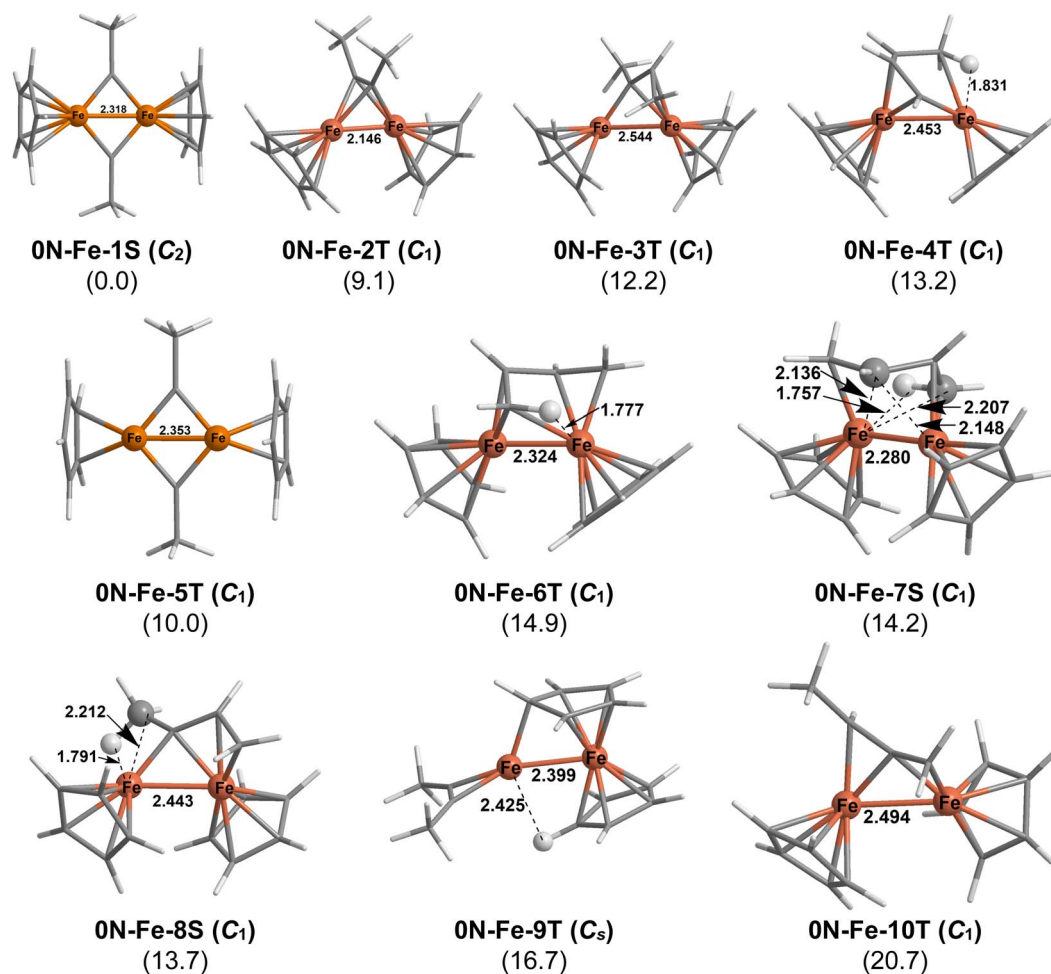 Fe 2.318 Fe
Fe 2.146 Fe
Fe 2.544 Fe
1.831
Fe 2.453 Fe
0N-Fe-1S (C2)
(0.0)
0N-Fe-2T (C1)
(9.1)
0N-Fe-3T (C1)
(12.2)
0N-Fe-4T (C1)
(13.2)
Fe 2.353 Fe
1.777
Fe 2.324 Fe
2.136
1.757
2.207
2.148
Fe 2.280 Fe
0N-Fe-5T (C1)
(10.0)
0N-Fe-6T (C1)
(14.9)
0N-Fe-7S (C1)
(14.2)
2.212
1.791
Fe 2.443 Fe
Fe 2.399 Fe
2.425
Fe 2.494 Fe
0N-Fe-8S (C1)
(13.7)
0N-Fe-9T (Cs)
(16.7)
0N-Fe-10T (C1)
(20.7)